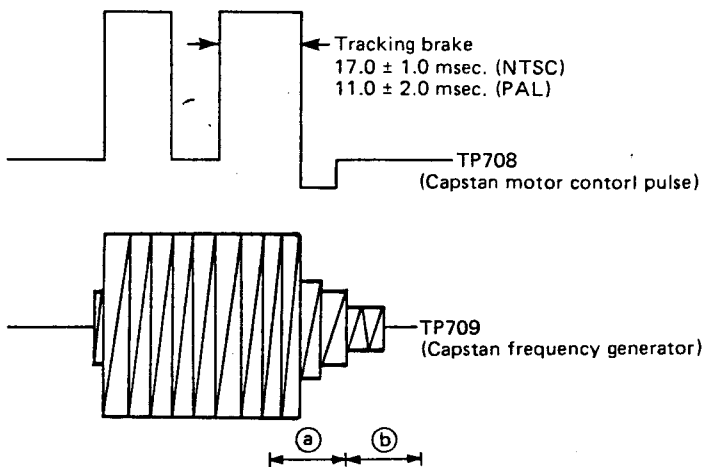 Tracking brake
17.0 ± 1.0 msec. (NTSC)
11.0 ± 2.0 msec. (PAL)
TP708
(Capstan motor contorl pulse)
TP709
(Capstan frequency generator)
a b